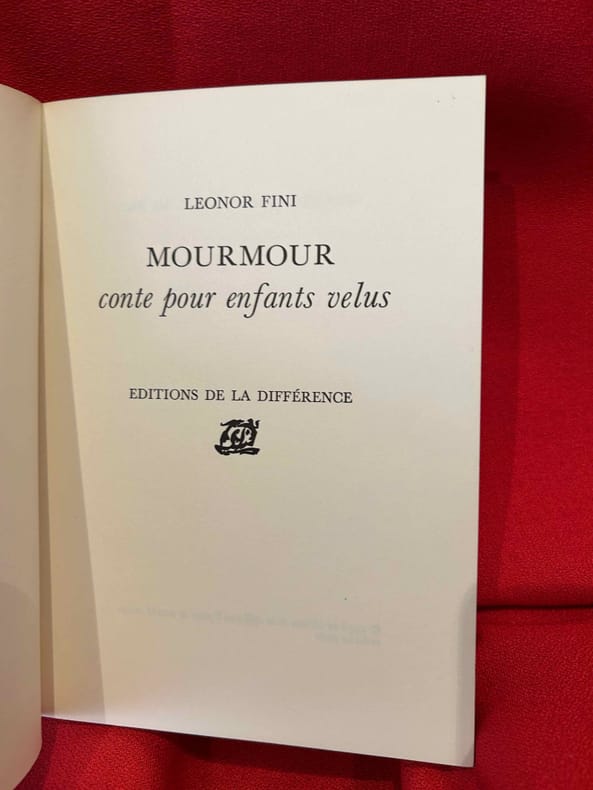 LEONOR FINI
MOURMOUR
conte pour enfants velus
EDITIONS DE LA DIFFÉRENCE